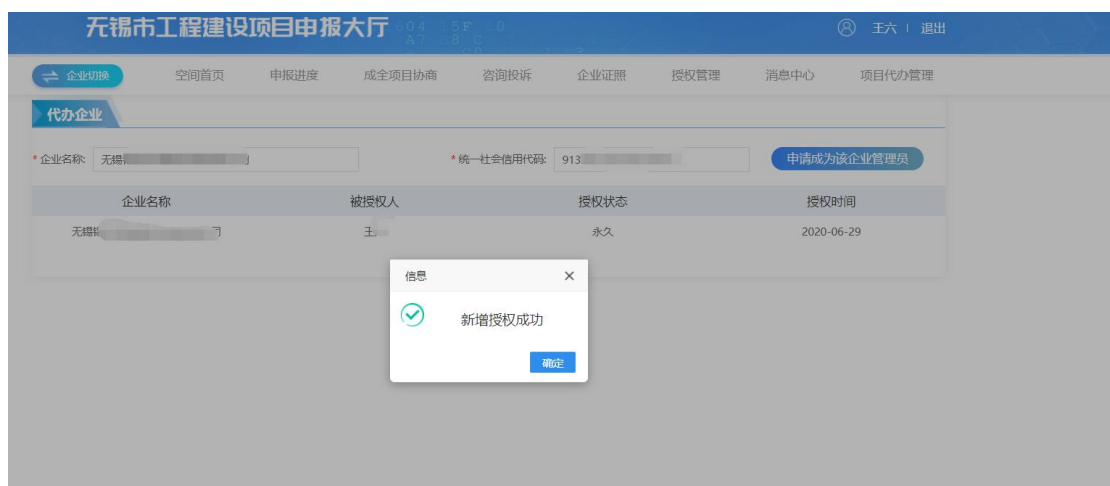 无锡市工程建设项目申报大厅
王六 | 退出
企业切换 空间首页 申报进度 成全项目协商 咨询投诉 企业证照 授权管理 消息中心 项目代办管理
代办企业
*企业名称: 无锡 *统一社会信用代码: 913 申请成为该企业管理员
企业名称 被授权人 授权状态 授权时间
无锡 司 王 永久 2020-06-29
信息
新增授权成功
确定